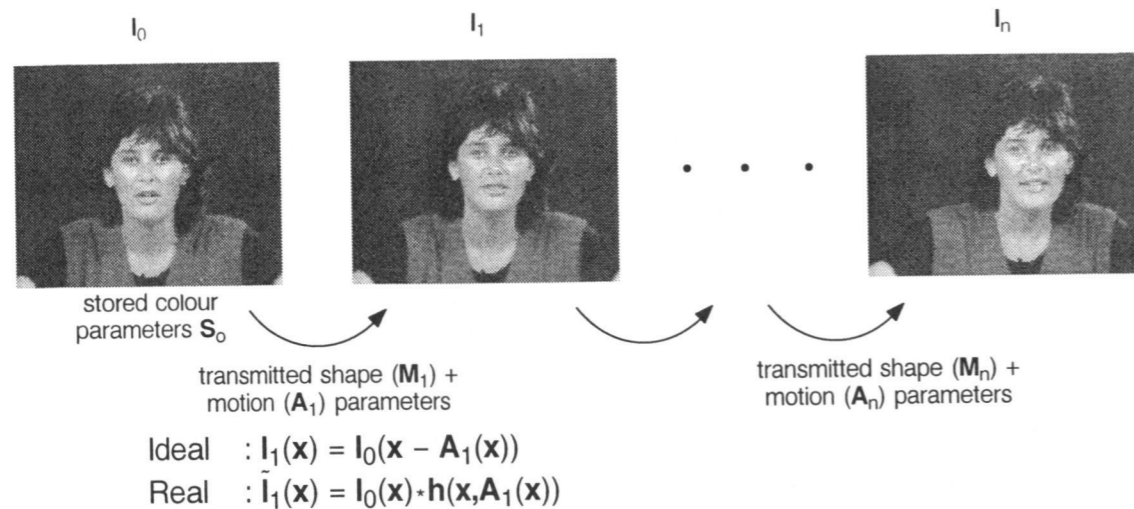 I₀ I₁ Iₙ
stored colour
parameters S₀
transmitted shape (M₁) +
motion (A₁) parameters
transmitted shape (Mₙ) +
motion (Aₙ) parameters
Ideal : I₁(x) = I₀(x – A₁(x))
Real : Ĩ₁(x) = I₀(x)*h(x,A₁(x))